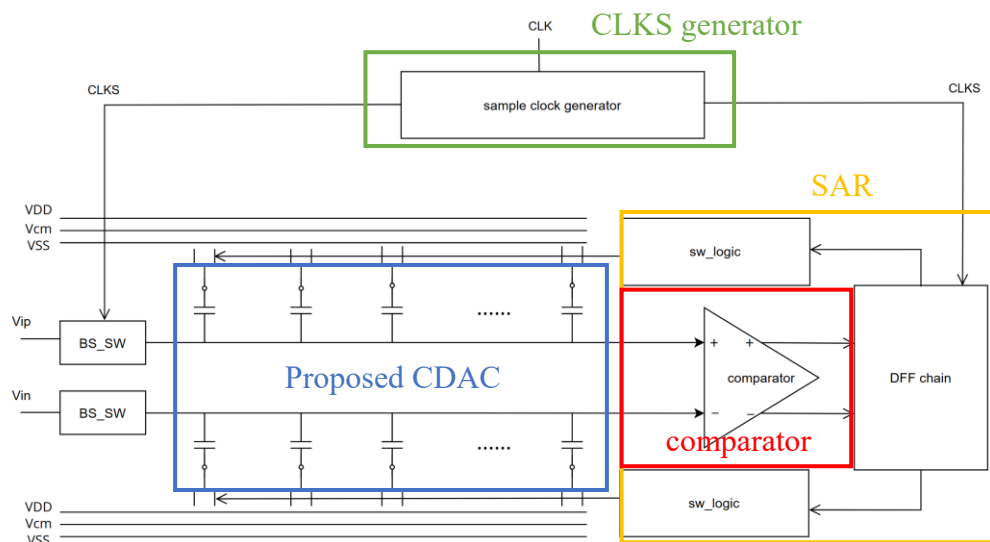 CLKS generator
CLK
CLKS
sample clock generator
CLKS
SAR
VDD
Vcm
VSS
sw_logic
Vip
BS_SW
......
+ +
comparator
DFF chain
Proposed CDAC
Vin
BS_SW
− −
comparator
......
VDD
Vcm
VSS
sw_logic